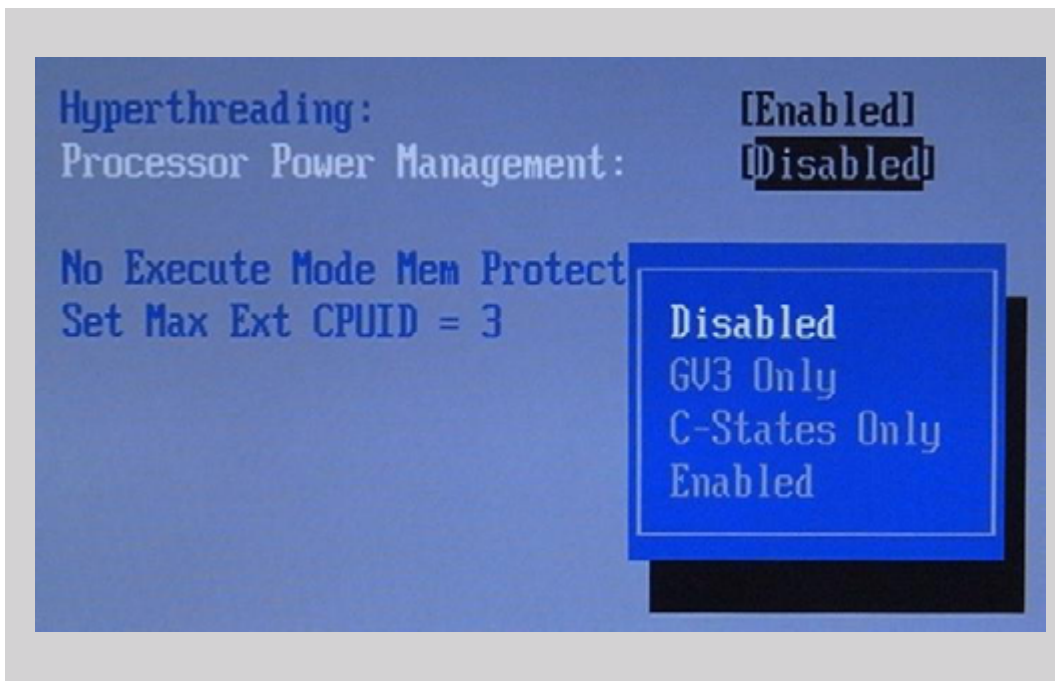 Hyperthreading: [Enabled]
Processor Power Management: [Disabled]
No Execute Mode Mem Protect
Set Max Ext CPUID = 3
Disabled
GV3 Only
C-States Only
Enabled